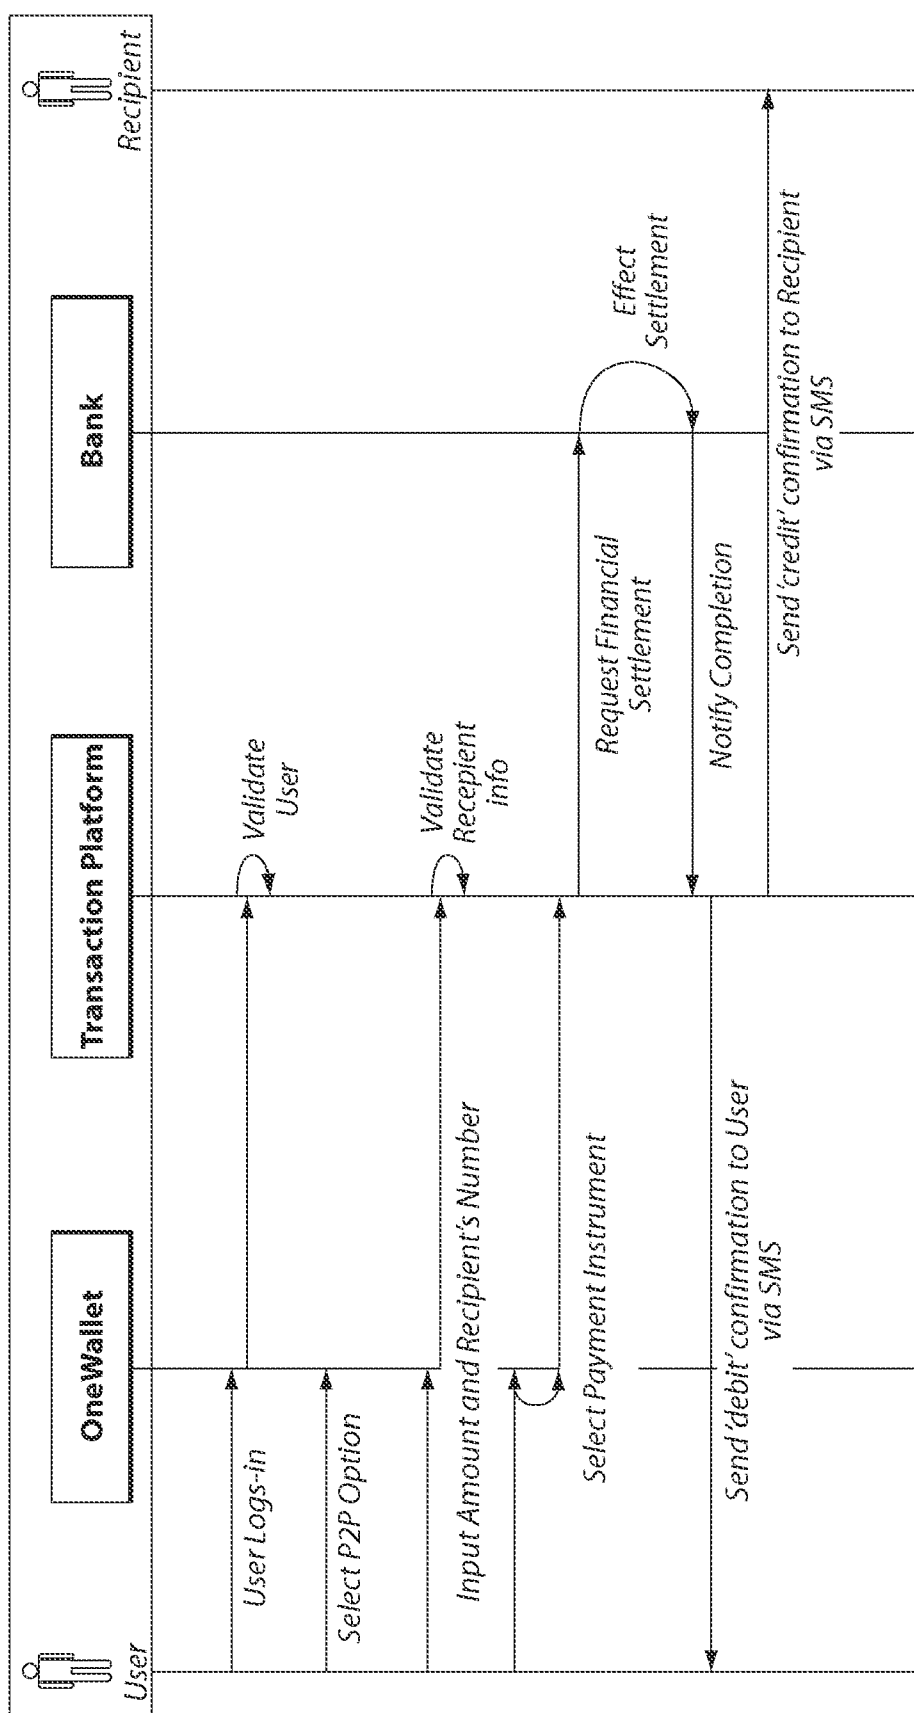 User
OneWallet
Transaction Platform
Bank
Recipient
User Logs-in
Validate
User
Select P2P Option
Input Amount and Recipient's Number
Validate
Recepient
info
Select Payment Instrument
Request Financial
Settlement
Effect
Settlement
Notify Completion
Send 'debit' confirmation to User
via SMS
Send 'credit' confirmation to Recipient
via SMS